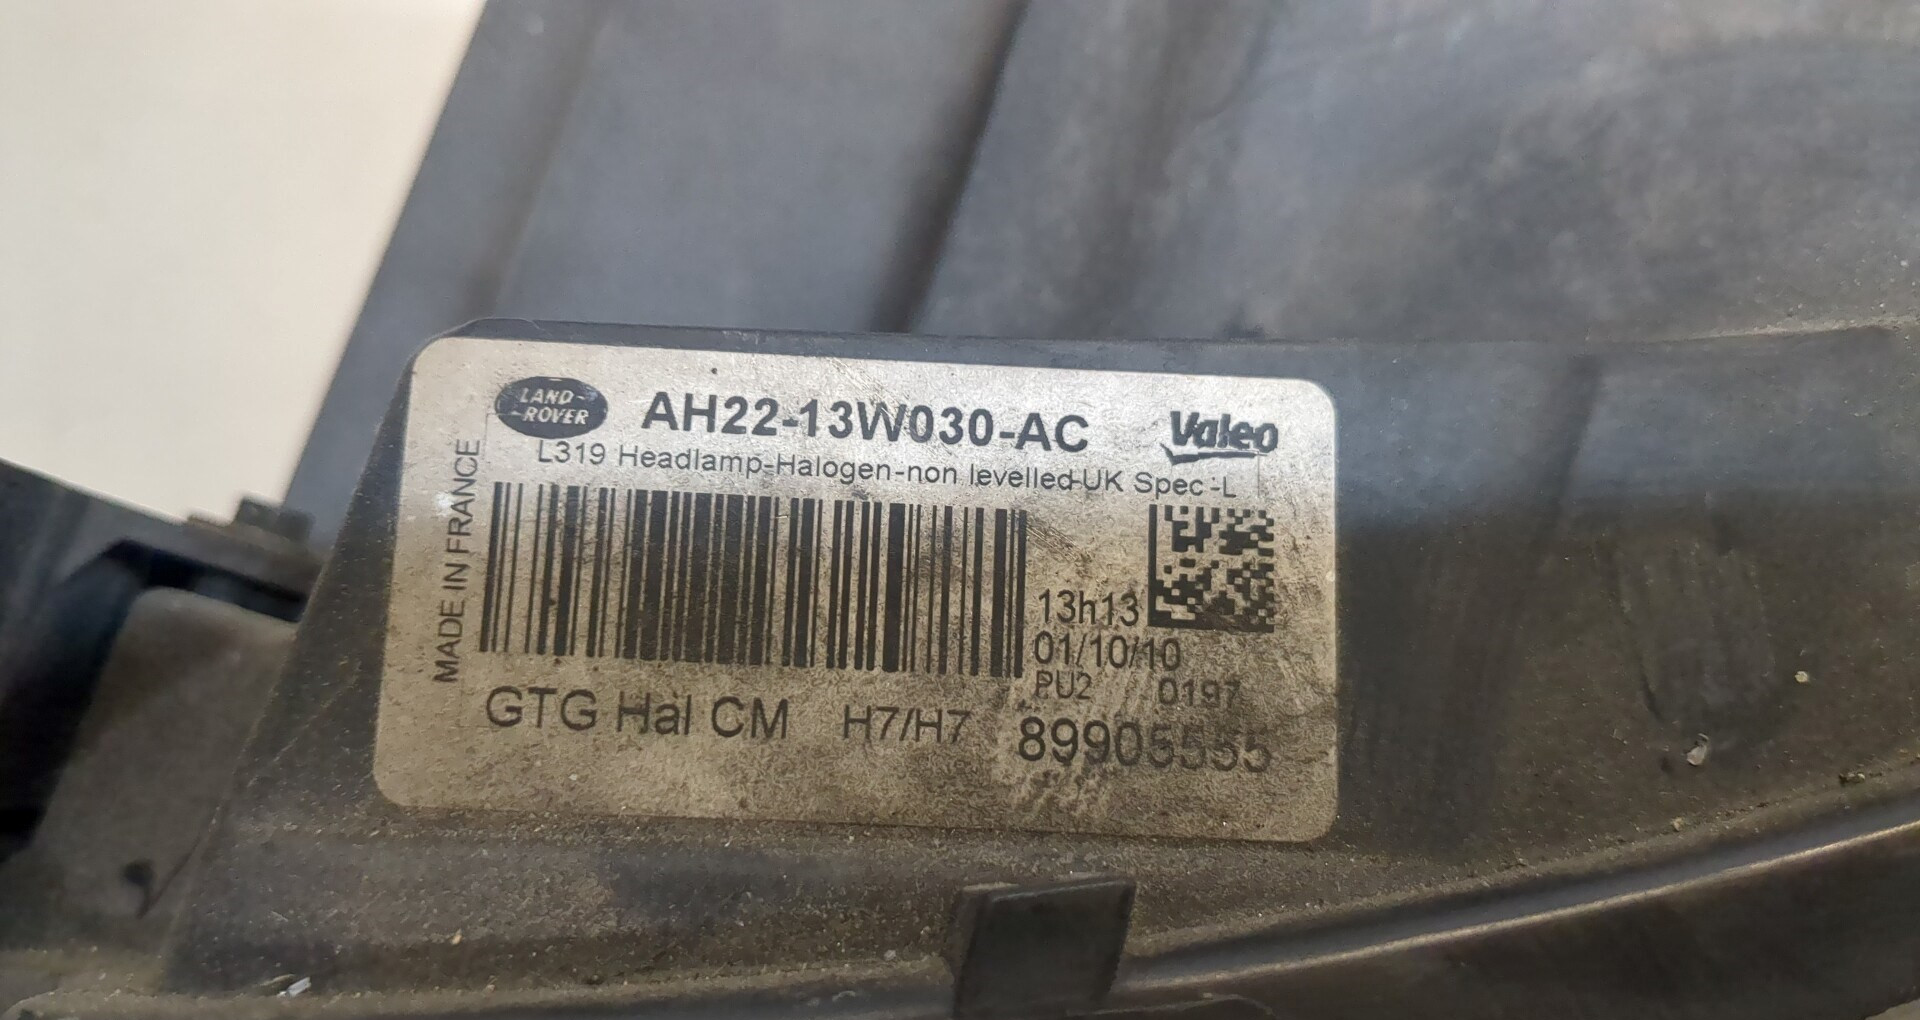 LAND-
-ROVER
AH22-13W030-AC
Valeo
L319 Headlamp-Halogen-non levelled-UK Spec -L
MADE IN FRANCE
13h13
01/10/10
PU2 0197
GTG Hal CM H7/H7 89905555